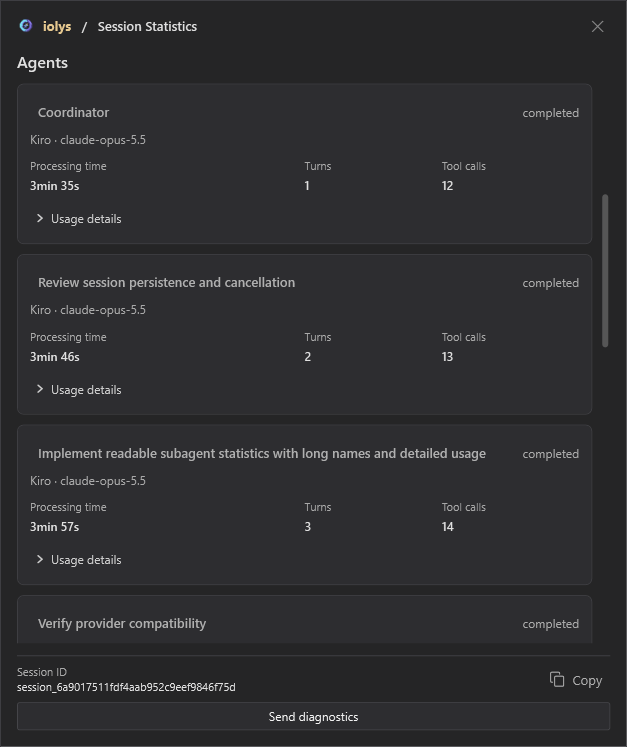 iolys / Session Statistics
Agents
Coordinator completed
Kiro · claude-opus-5.5
Processing time Turns Tool calls
3min 35s 1 12
Usage details
Review session persistence and cancellation completed
Kiro · claude-opus-5.5
Processing time Turns Tool calls
3min 46s 2 13
Usage details
Implement readable subagent statistics with long names and detailed usage completed
Kiro · claude-opus-5.5
Processing time Turns Tool calls
3min 57s 3 14
Usage details
Verify provider compatibility completed
Session ID
session_6a9017511fdf4aab952c9eef9846f75d
Copy
Send diagnostics